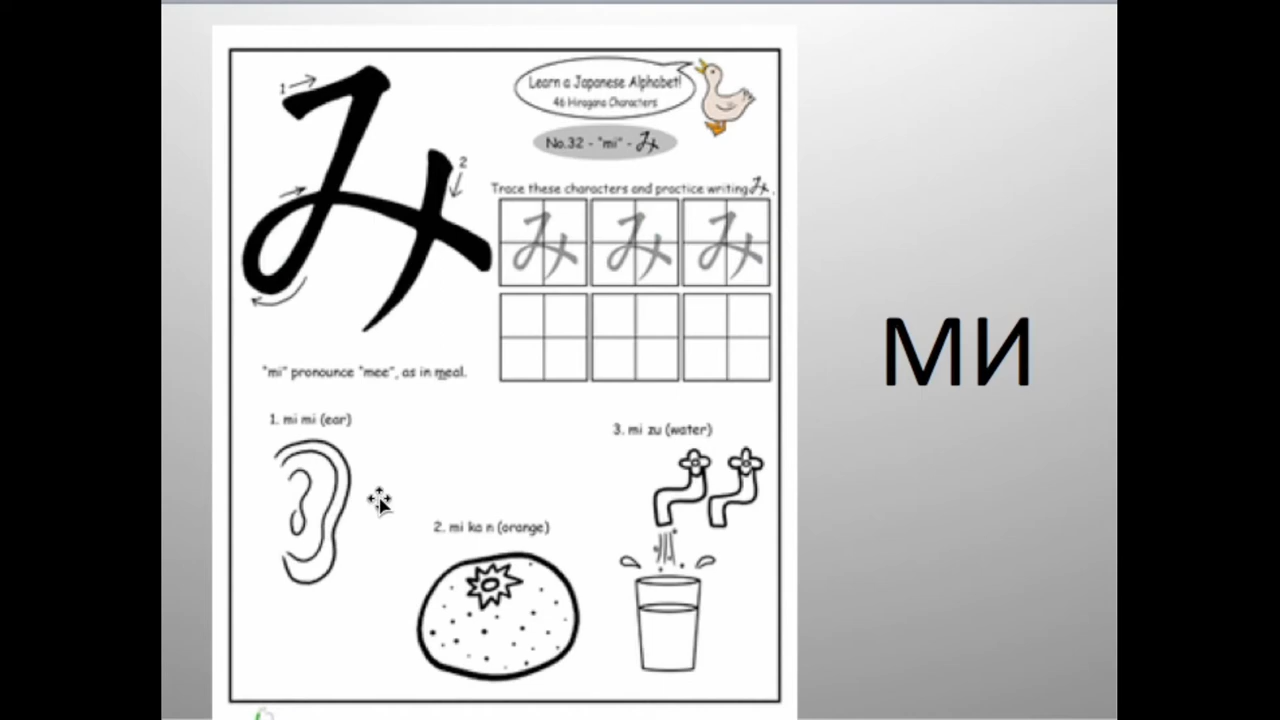 Learn a Japanese Alphabet!
46 Hiragana Characters
No.32 - "mi" - み
1
み
2
Trace these characters and practice writing み.
み み み
"mi" pronounce "mee", as in meal.
1. mi mi (ear)
2. mi ka n (orange)
3. mi zu (water)
МИ